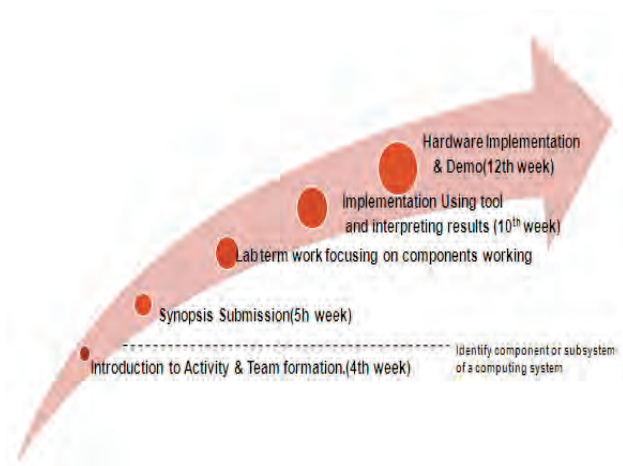 Hardware Implementation
& Demo(12th week)
Implementation Using tool
and interpreting results (10th week)
Lab term work focusing on components working
Synopsis Submission(5h week)
Identify component or subsystem
of a computing system
Introduction to Activity & Team formation.(4th week)